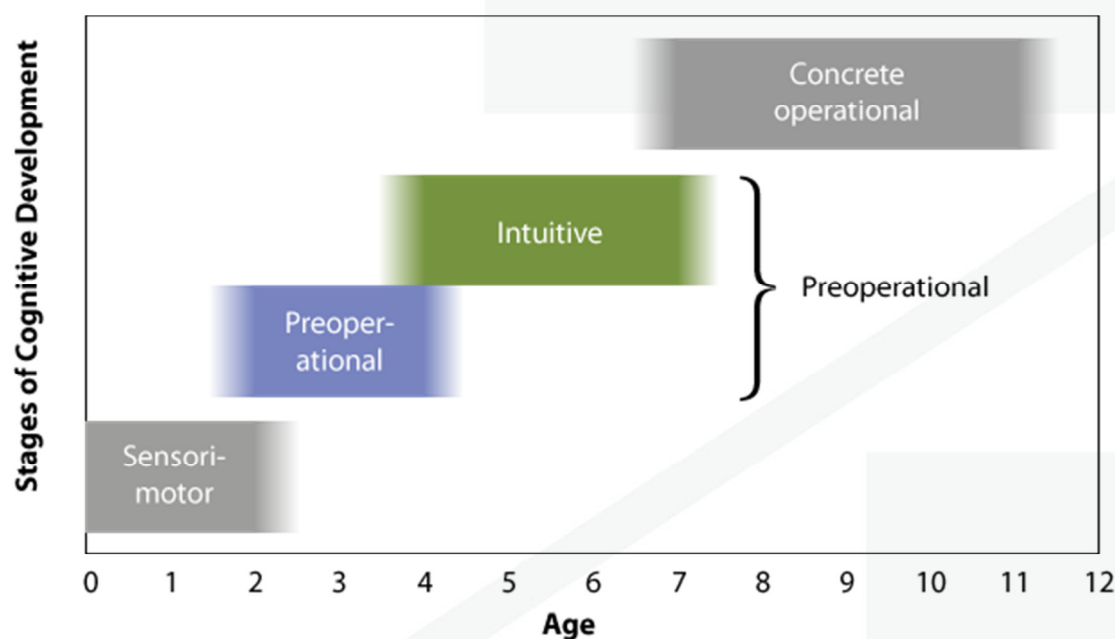 Stages of Cognitive Development
Concrete
operational
Intuitive
Preoperational
Preoper-
ational
Sensori-
motor
0 1 2 3 4 5 6 7 8 9 10 11 12
Age